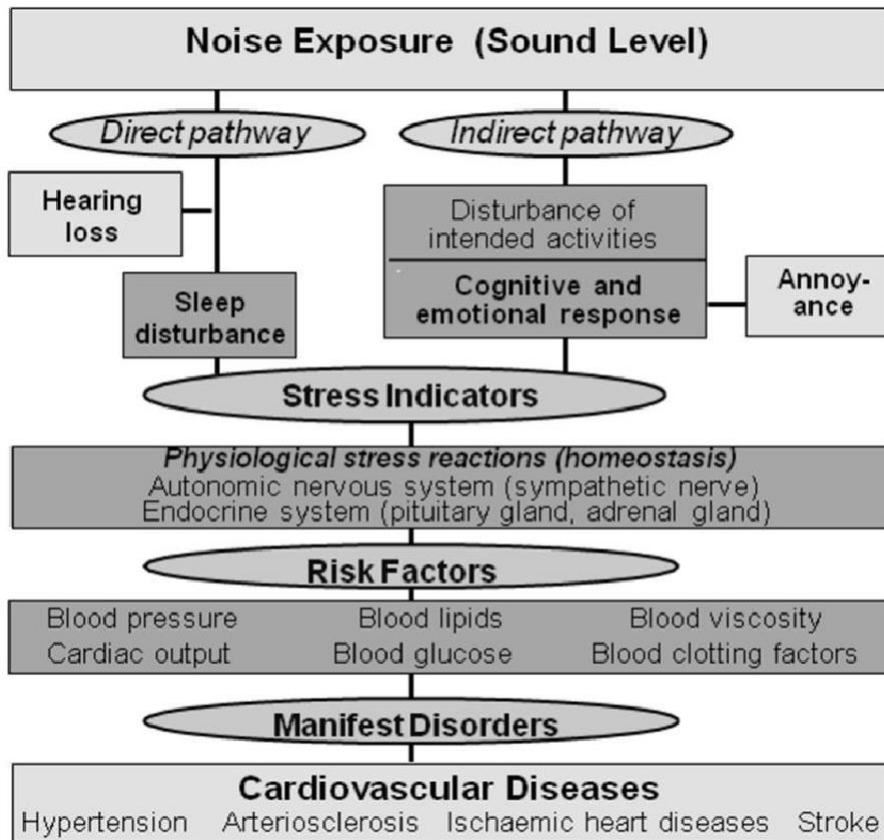 Noise Exposure (Sound Level)
Direct pathway
Indirect pathway
Hearing
loss
Disturbance of
intended activities
Cognitive and
emotional response
Annoy-
ance
Sleep
disturbance
Stress Indicators
Physiological stress reactions (homeostasis)
Autonomic nervous system (sympathetic nerve)
Endocrine system (pituitary gland, adrenal gland)
Risk Factors
Blood pressure Blood lipids Blood viscosity
Cardiac output Blood glucose Blood clotting factors
Manifest Disorders
Cardiovascular Diseases
Hypertension Arteriosclerosis Ischaemic heart diseases Stroke